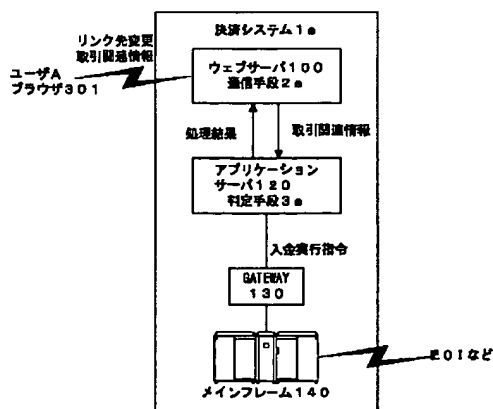 決済システム1a
リンク先変更
取引関連情報
ユーザA
ブラウザ301
ウェブサーバ100
通信手段2a
処理結果
取引関連情報
アプリケーション
サーバ120
判定手段3a
入金実行指令
GATEWAY
130
EDIなど
メインフレーム140